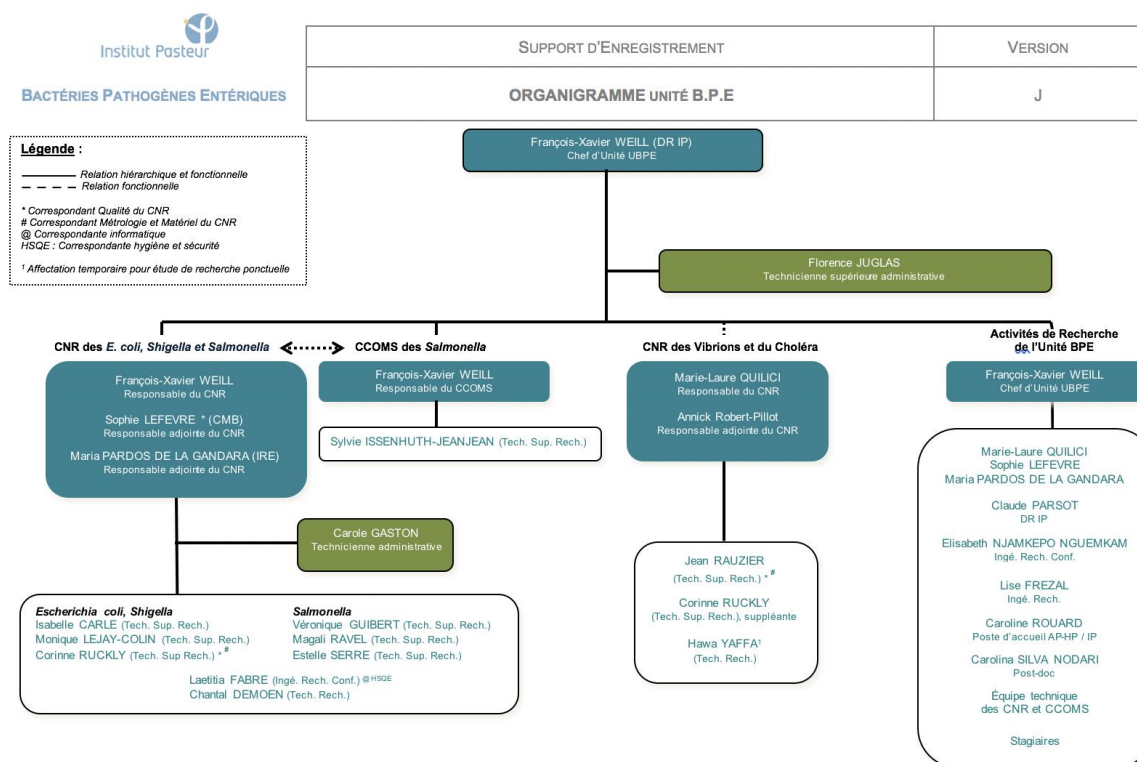 Institut Pasteur
BACTÉRIES PATHOGÈNES ENTÉRIQUES
SUPPORT D'ENREGISTREMENT
VERSION
ORGANIGRAMME UNITÉ B.P.E
J
Légende :
Relation hiérarchique et fonctionnelle
Relation fonctionnelle
* Correspondant Qualité du CNR
# Correspondant Métrologie et Matériel du CNR
@ Correspondante informatique
HSQE : Correspondante hygiène et sécurité
¹ Affectation temporaire pour étude de recherche ponctuelle
François-Xavier WEILL (DR IP)
Chef d'Unité UBPE
Florence JUGLAS
Technicienne supérieure administrative
CNR des E. coli, Shigella et Salmonella
François-Xavier WEILL
Responsable du CNR
Sophie LEFEVRE * (CMB)
Responsable adjointe du CNR
Maria PARDOS DE LA GANDARA (IRE)
Responsable adjointe du CNR
Carole GASTON
Technicienne administrative
Escherichia coli, Shigella
Isabelle CARLE (Tech. Sup. Rech.)
Monique LEJAY-COLIN (Tech. Sup. Rech.)
Corinne RUCKLY (Tech. Sup Rech.) * #
Salmonella
Véronique GUIBERT (Tech. Sup. Rech.)
Magali RAVEL (Tech. Sup. Rech.)
Estelle SERRE (Tech. Sup. Rech.)
Laetitia FABRE (Ingé. Rech. Conf.) @ HSQE
Chantal DEMOEN (Tech. Rech.)
CCOMS des Salmonella
François-Xavier WEILL
Responsable du CCOMS
Sylvie ISSENHUTH-JEANJEAN (Tech. Sup. Rech.)
CNR des Vibrions et du Choléra
Marie-Laure QUILICI
Responsable du CNR
Annick Robert-Pillot
Responsable adjointe du CNR
Jean RAUZIER
(Tech. Sup. Rech.) * #
Corinne RUCKLY
(Tech. Sup. Rech.), suppléante
Hawa YAFFA¹
(Tech. Rech.)
Activités de Recherche
de l'Unité BPE
François-Xavier WEILL
Chef d'Unité UBPE
Marie-Laure QUILICI
Sophie LEFEVRE
Maria PARDOS DE LA GANDARA
Claude PARSOT
DR IP
Elisabeth NJAMKEPO NGUEMKAM
Ingé. Rech. Conf.
Lise FREZAL
Ingé. Rech.
Caroline ROUARD
Poste d'accueil AP-HP / IP
Carolina SILVA NODARI
Post-doc
Équipe technique
des CNR et CCOMS
Stagiaires